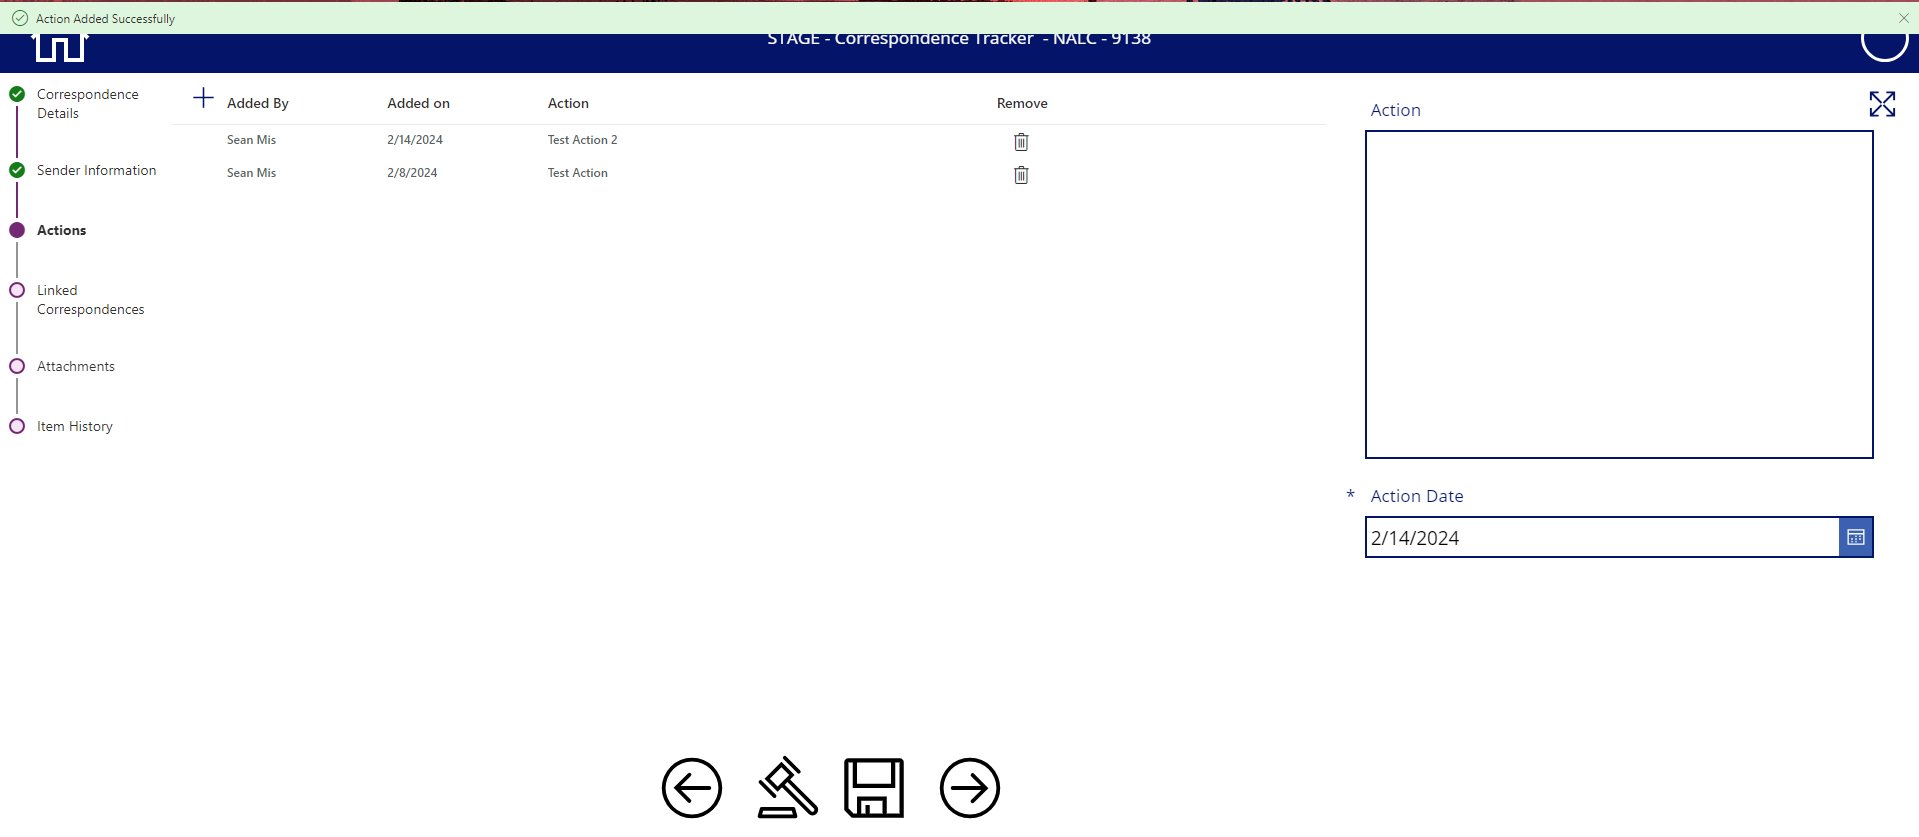 Action Added Successfully
STAGE - Correspondence Tracker - NALC - 9138
Correspondence
Details
Sender Information
Actions
Linked
Correspondences
Attachments
Item History
Added By Added on Action Remove
Sean Mis 2/14/2024 Test Action 2
Sean Mis 2/8/2024 Test Action
Action
* Action Date
2/14/2024